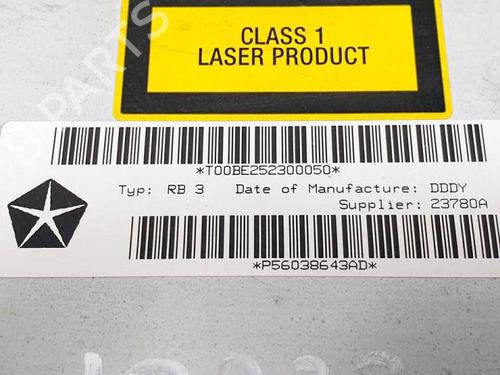 CLASS 1
LASER PRODUCT
*T00BE252300050*
Typ: RB 3 Date of Manufacture: DDDY
Supplier: 23780A
*P56038643AD*